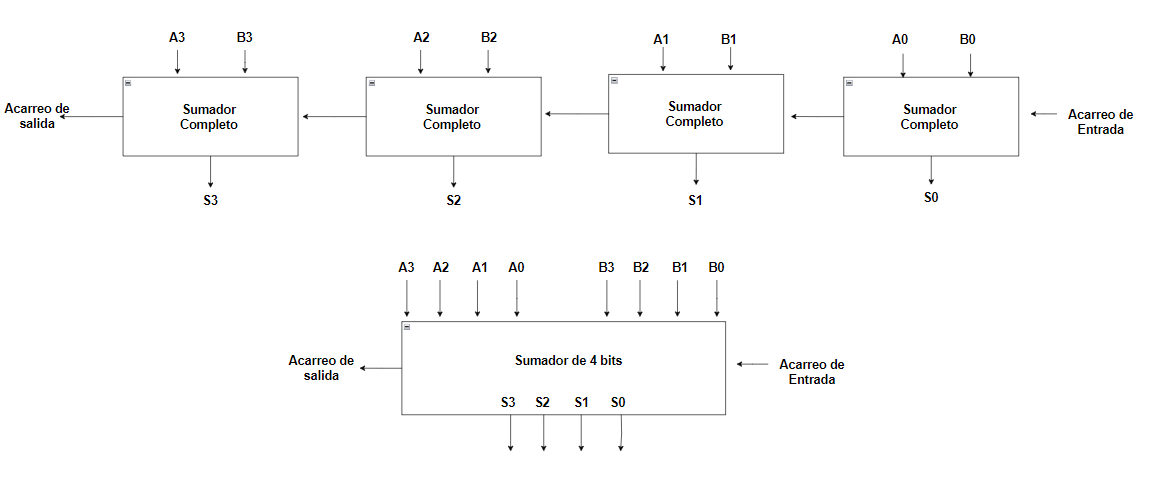 A3 B3 A2 B2 A1 B1 A0 B0
Acarreo de
salida
Sumador
Completo
Sumador
Completo
Sumador
Completo
Sumador
Completo
Acarreo de
Entrada
S3 S2 S1 S0
A3 A2 A1 A0 B3 B2 B1 B0
Acarreo de
salida
Sumador de 4 bits
Acarreo de
Entrada
S3 S2 S1 S0